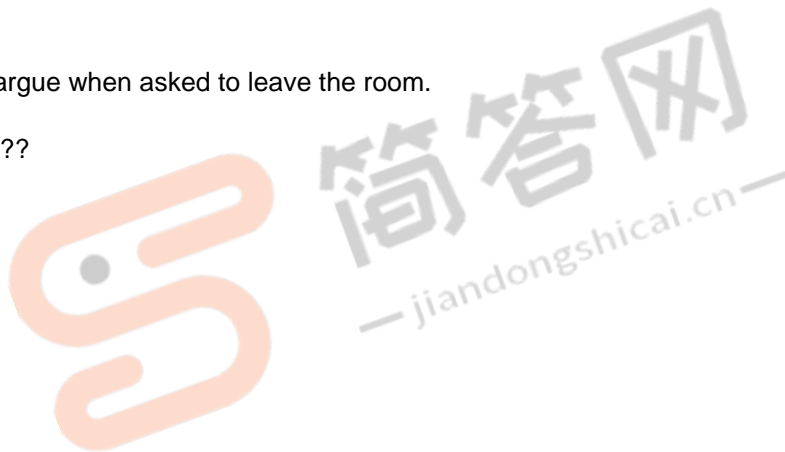 argue when asked to leave the room.
??
简答网
jiandongshicai.cn